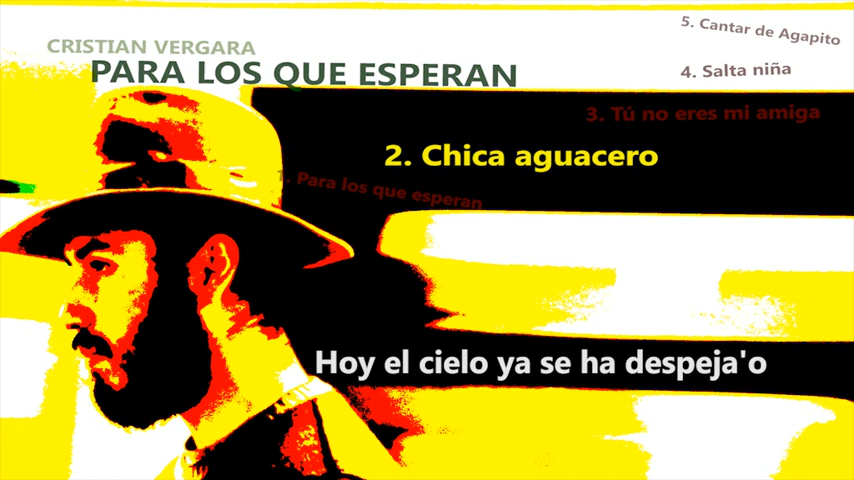 CRISTIAN VERGARA
PARA LOS QUE ESPERAN
5. Cantar de Agapito
4. Salta niña
3. Tú no eres mi amiga
2. Chica aguacero
1. Para los que esperan
Hoy el cielo ya se ha despeja'o